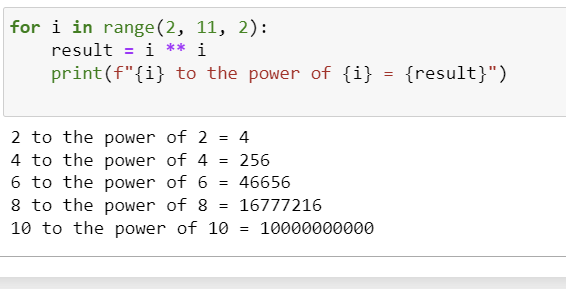 for i in range(2, 11, 2):
    result = i ** i
    print(f"{i} to the power of {i} = {result}")
2 to the power of 2 = 4
4 to the power of 4 = 256
6 to the power of 6 = 46656
8 to the power of 8 = 16777216
10 to the power of 10 = 10000000000